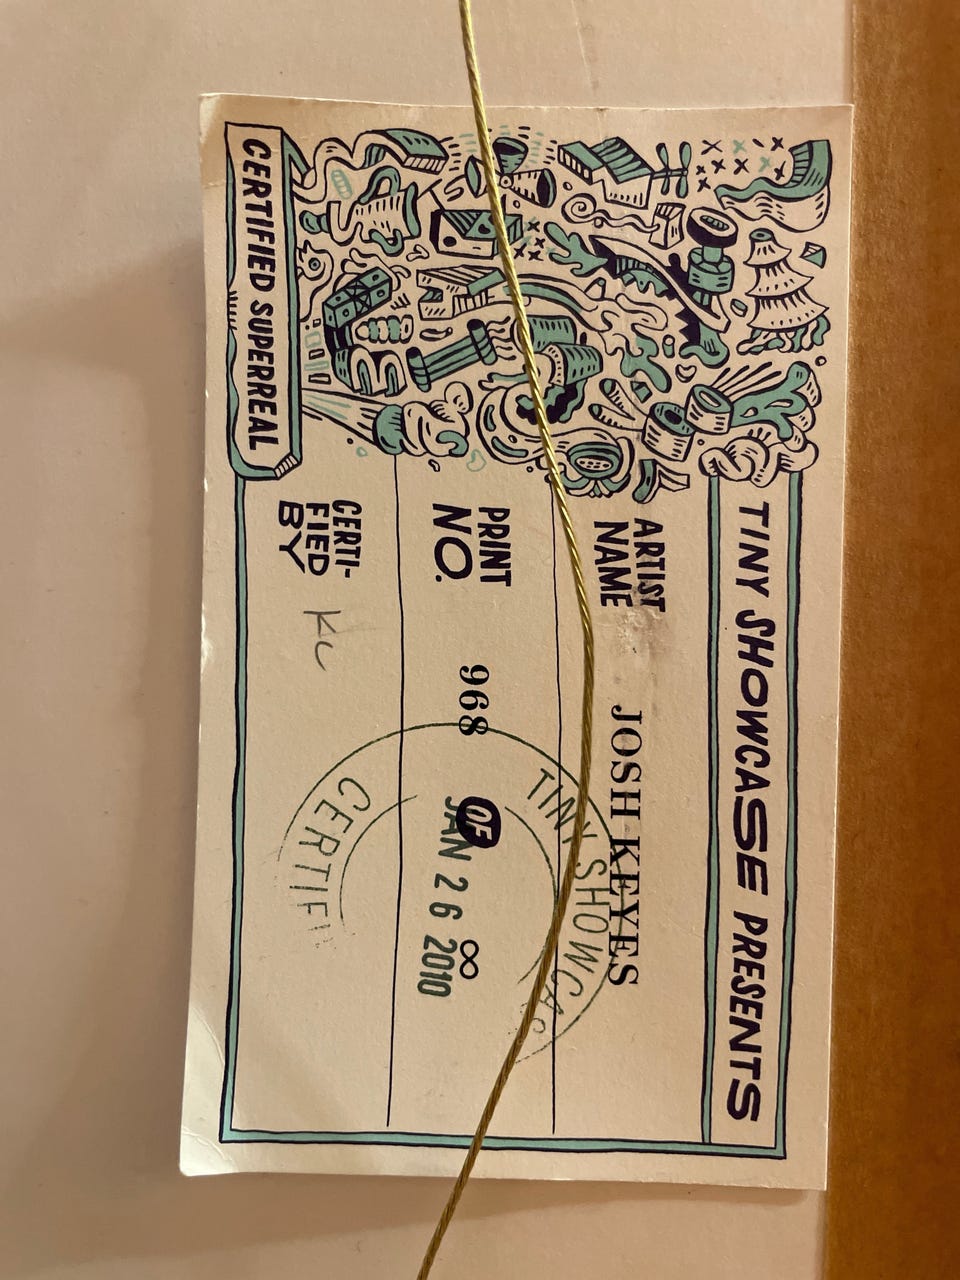 TINY SHOWCASE PRESENTS
ARTIST
NAME
JOSH KEYES
PRINT
NO.
968
OF
∞
JAN 26 2010
CERTI-
FIED
BY
KC
CERTIFIED SUPERREAL
TINY SHOWCAS
CERTIFI